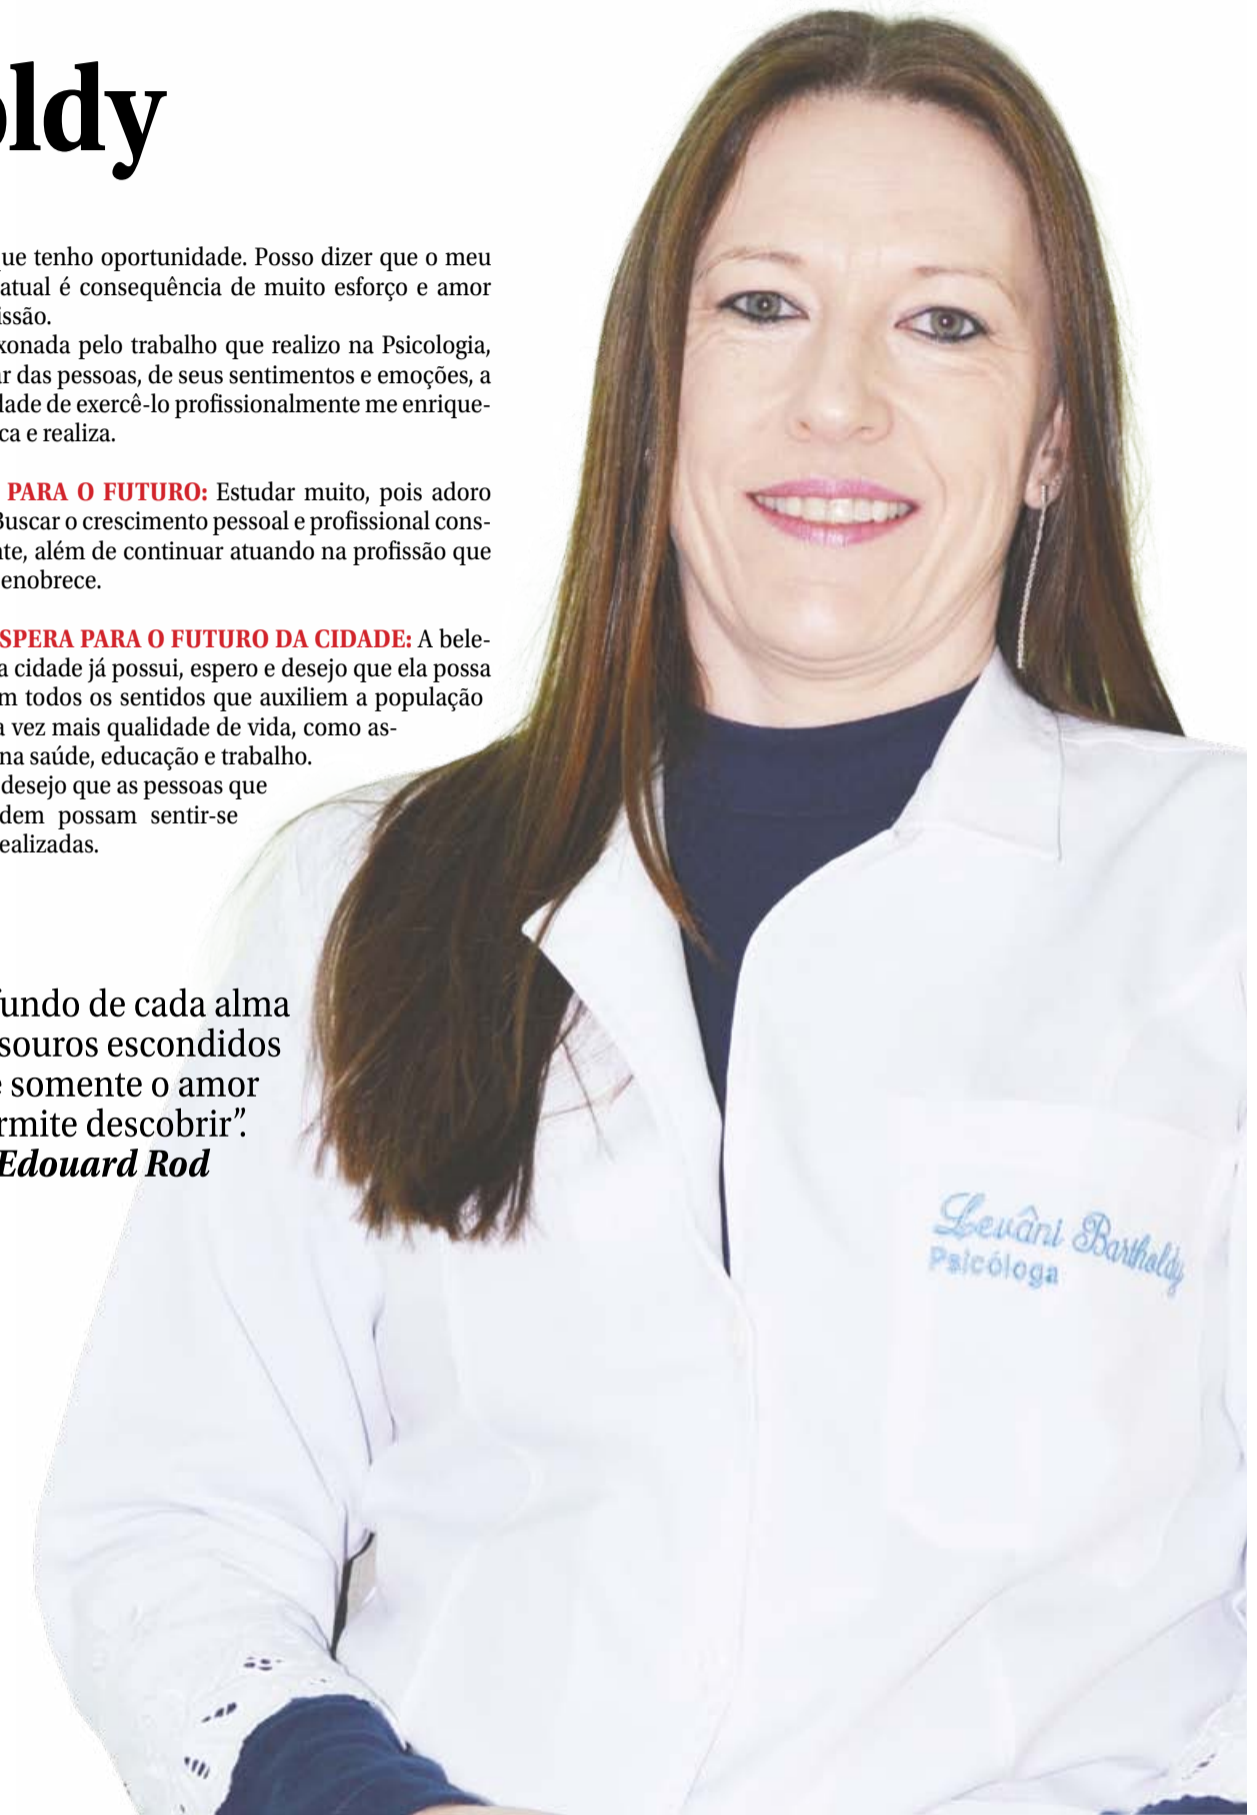 oldy
ue tenho oportunidade. Posso dizer que o meu
atual é consequência de muito esforço e amor
issão.
xonada pelo trabalho que realizo na Psicologia,
r das pessoas, de seus sentimentos e emoções, a
dade de exercê-lo profissionalmente me enrique-
ca e realiza.
PARA O FUTURO: Estudar muito, pois adoro
Buscar o crescimento pessoal e profissional cons-
te, além de continuar atuando na profissão que
enobrece.
SPERA PARA O FUTURO DA CIDADE: A bele-
a cidade já possui, espero e desejo que ela possa
m todos os sentidos que auxiliem a população
a vez mais qualidade de vida, como as-
na saúde, educação e trabalho.
desejo que as pessoas que
dem possam sentir-se
ealizadas.
fundo de cada alma
souros escondidos
e somente o amor
rmite descobrir”.
Edouard Rod
Levâni Bartholdy
Psicóloga